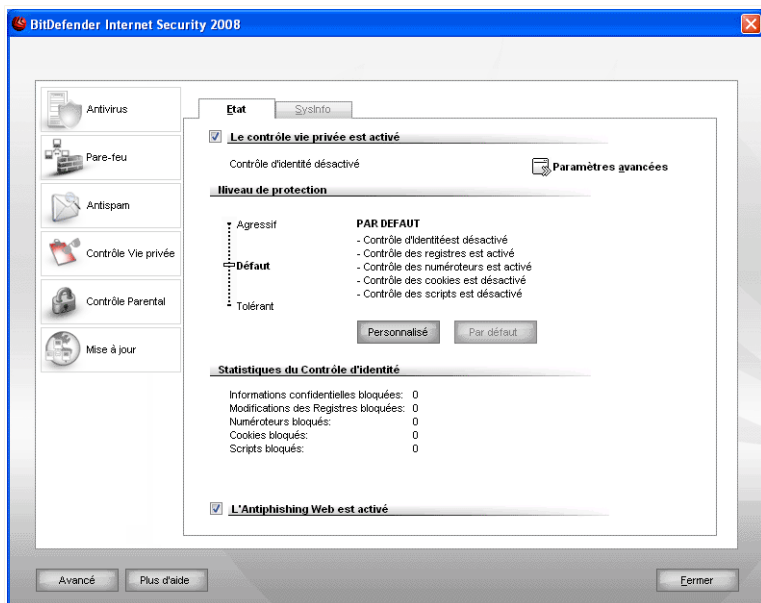 BitDefender Internet Security 2008
Antivirus
Pare-feu
Antispam
Contrôle Vie privée
Contrôle Parental
Mise à jour
Etat
SysInfo
Le contrôle vie privée est activé
Contrôle d'identité désactivé
Paramètres avancées
Niveau de protection
Agressif
Défaut
Tolérant
PAR DEFAUT
- Contrôle d'Identitéest désactivé
- Contrôle des registres est activé
- Contrôle des numéroteurs est activé
- Contrôle des cookies est désactivé
- Contrôle des scripts est désactivé
Personnalisé
Par défaut
Statistiques du Contrôle d'identité
Informations confidentielles bloquées: 0
Modifications des Registres bloquées: 0
Numéroteurs bloqués: 0
Cookies bloqués: 0
Scripts bloqués: 0
L'Antiphishing Web est activé
Avancé
Plus d'aide
Fermer